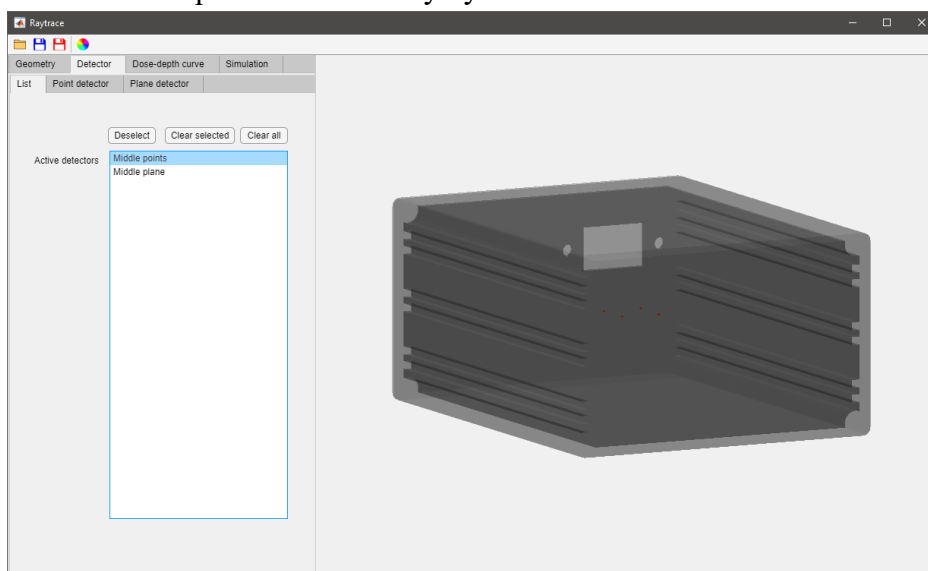 Raytrace
Geometry Detector Dose-depth curve Simulation
List Point detector Plane detector
Deselect Clear selected Clear all
Active detectors
Middle points
Middle plane